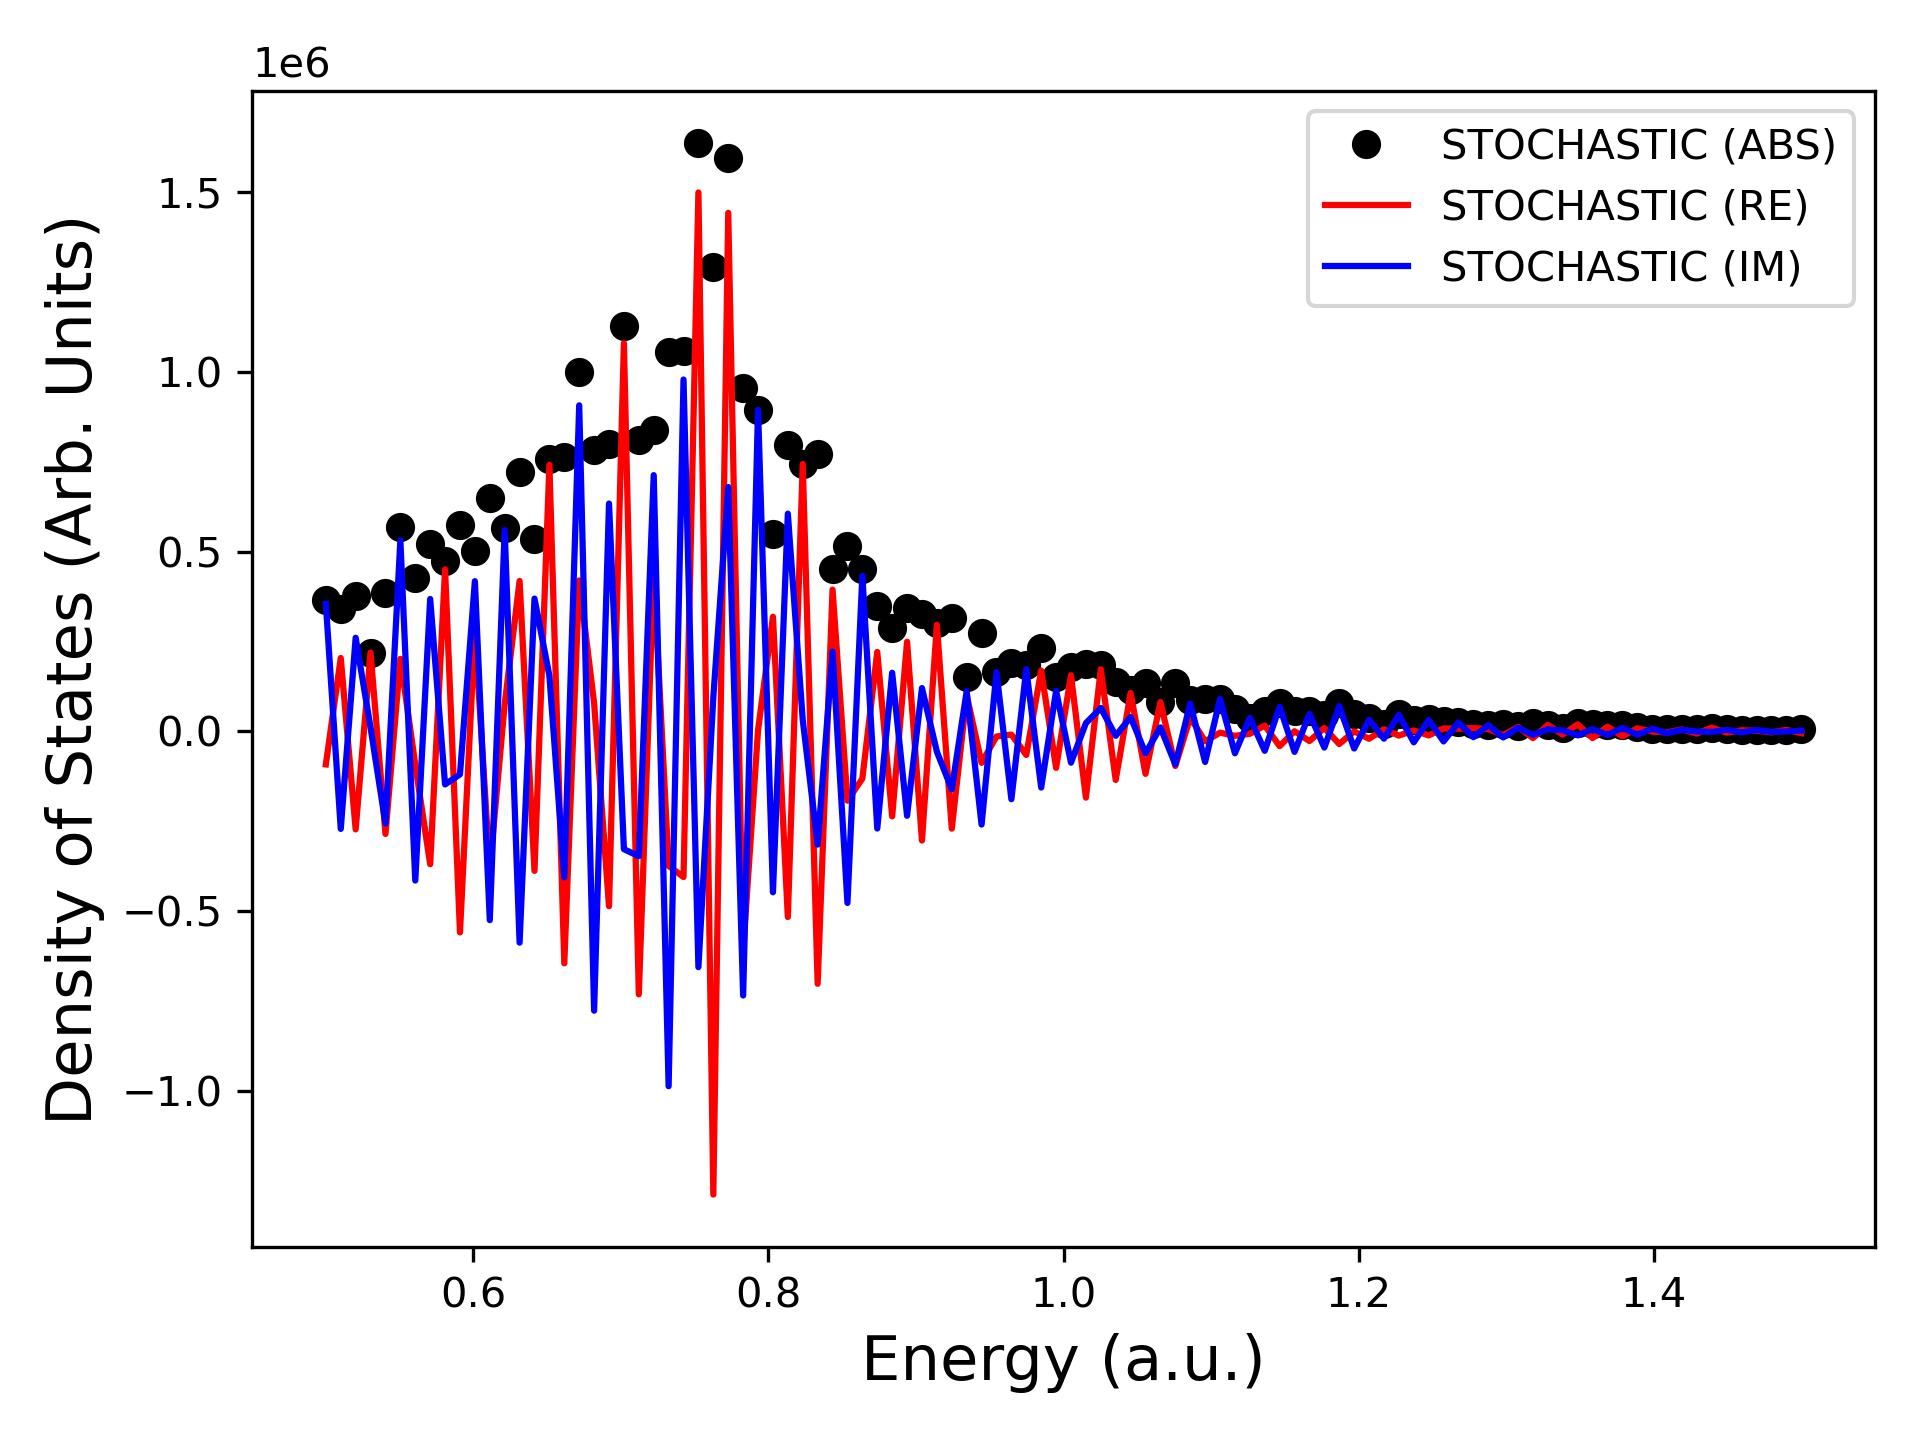 1e6
STOCHASTIC (ABS)
STOCHASTIC (RE)
STOCHASTIC (IM)
Density of States (Arb. Units)
1.5
1.0
0.5
0.0
−0.5
−1.0
0.6 0.8 1.0 1.2 1.4
Energy (a.u.)